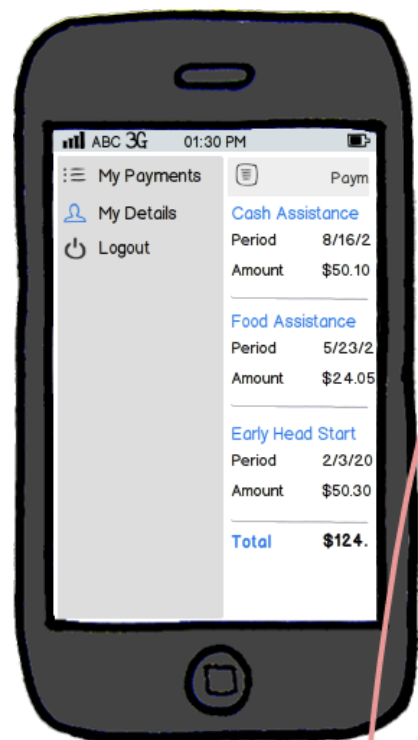 ABC 3G 01:30 PM
My Payments
My Details
Logout
Paym
Cash Assistance
Period 8/16/2
Amount $50.10
Food Assistance
Period 5/23/2
Amount $24.05
Early Head Start
Period 2/3/20
Amount $50.30
Total $124.